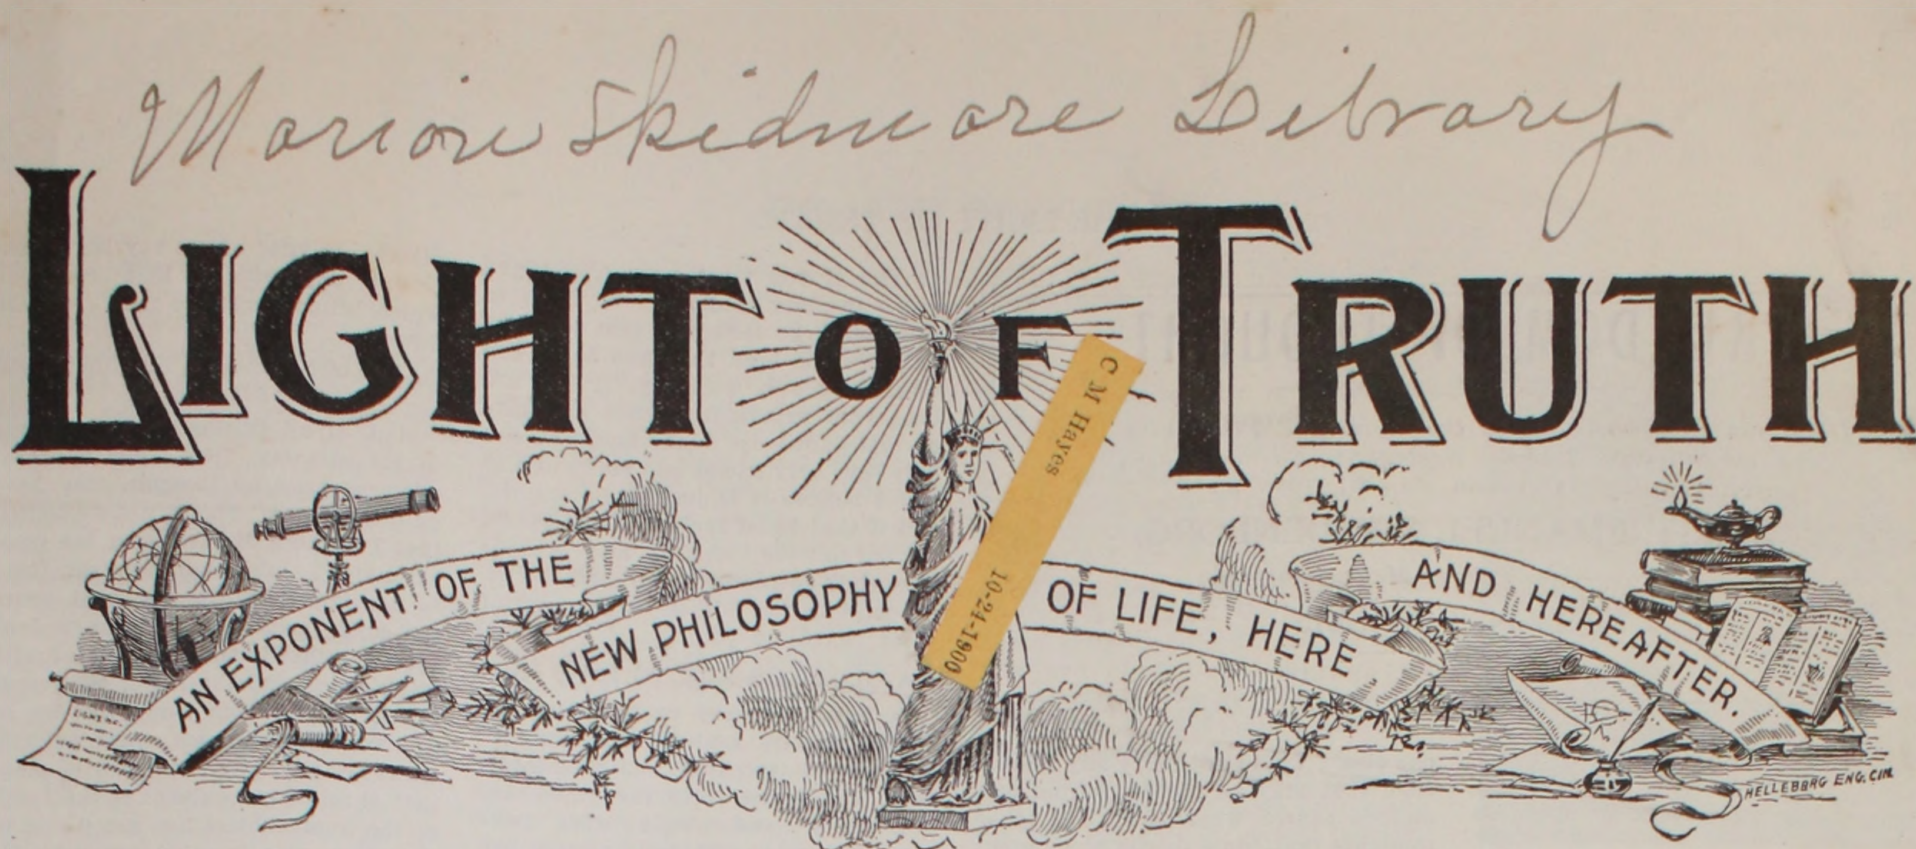 Marion Skidmore Library
LIGHT OF TRUTH
C M Hayes
10-21-1900
AN EXPONENT OF THE
NEW PHILOSOPHY OF LIFE, HERE
AND HEREAFTER.
HELLEBERG ENG. CIN.